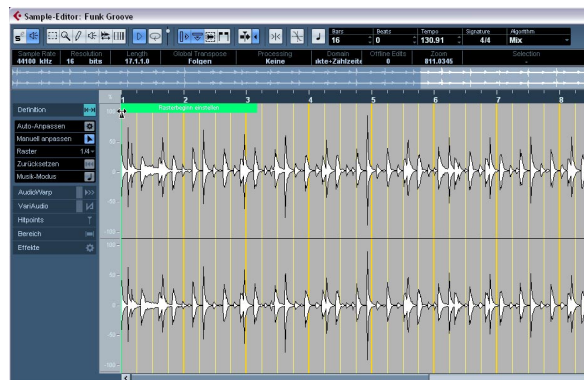 Sample-Editor: Funk Groove
Bars Beats Tempo Signature Algorithm
16 0 130.91 4/4 Mix
Sample Rate Resolution Length Global Transpose Processing Domain Offline Edits Zoom Selection
44100 kHz 16 bits 17.1.1.0 Folgen Keine ikte+Zählzeite 0 811.0345 -
1 2 3 4 5 6 7 8
Definition
Rasterbeginn einstellen
Auto-Anpassen
Manuell anpassen
Raster 1/4
Zurücksetzen
Musik-Modus
AudioWarp
VariAudio
Hitpoints
Bereich
Effekte